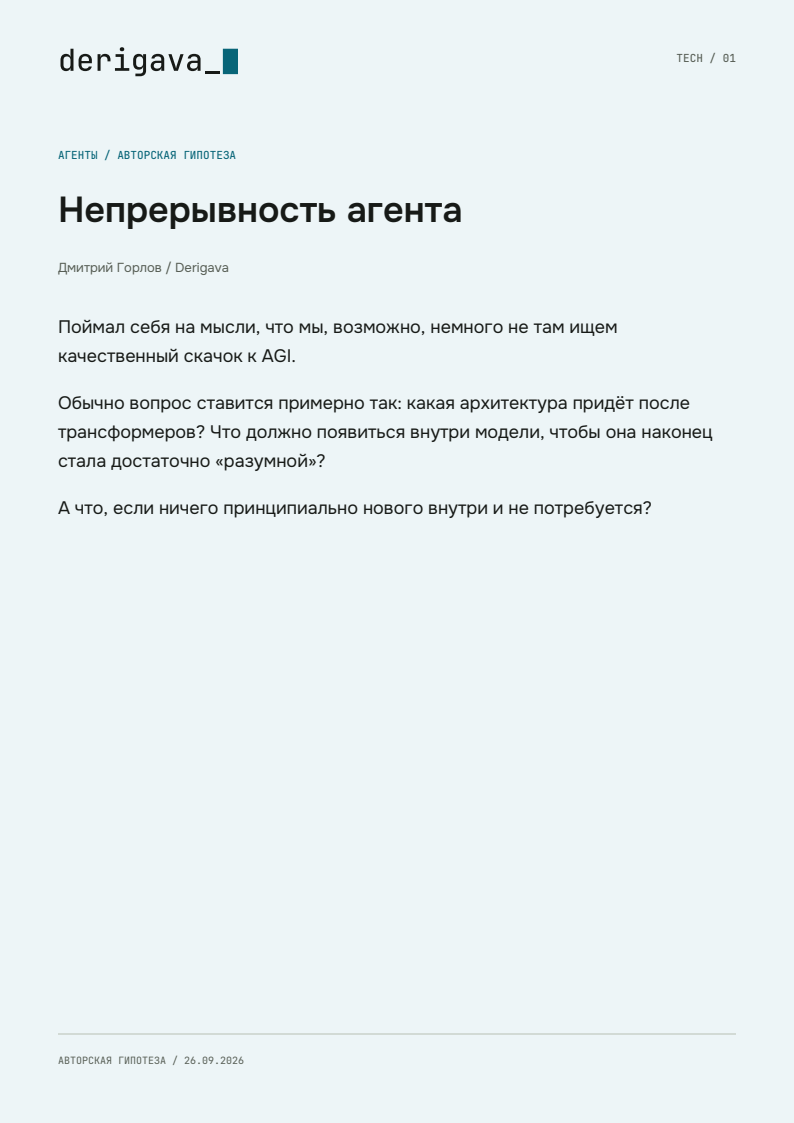 derigava_
TECH / 01
АГЕНТЫ / АВТОРСКАЯ ГИПОТЕЗА
Непрерывность агента
Дмитрий Горлов / Derigava
Поймал себя на мысли, что мы, возможно, немного не там ищем
качественный скачок к AGI.
Обычно вопрос ставится примерно так: какая архитектура придёт после
трансформеров? Что должно появиться внутри модели, чтобы она наконец
стала достаточно «разумной»?
А что, если ничего принципиально нового внутри и не потребуется?
АВТОРСКАЯ ГИПОТЕЗА / 26.09.2026